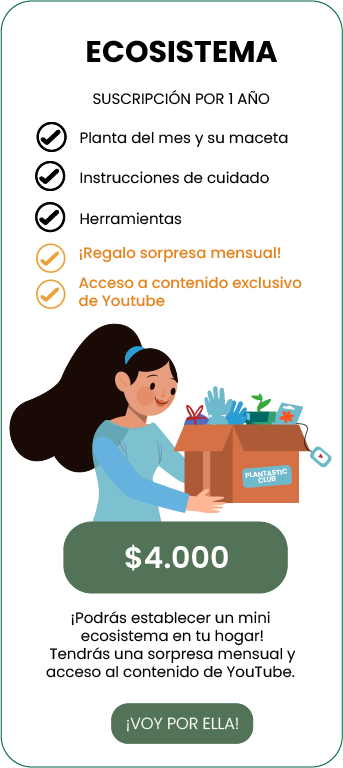 ECOSISTEMA
SUSCRIPCIÓN POR 1 AÑO
Planta del mes y su maceta
Instrucciones de cuidado
Herramientas
¡Regalo sorpresa mensual!
Acceso a contenido exclusivo
de Youtube
PLANTASTIC
CLUB
$4.000
¡Podrás establecer un mini
ecosistema en tu hogar!
Tendrás una sorpresa mensual y
acceso al contenido de YouTube.
¡VOY POR ELLA!